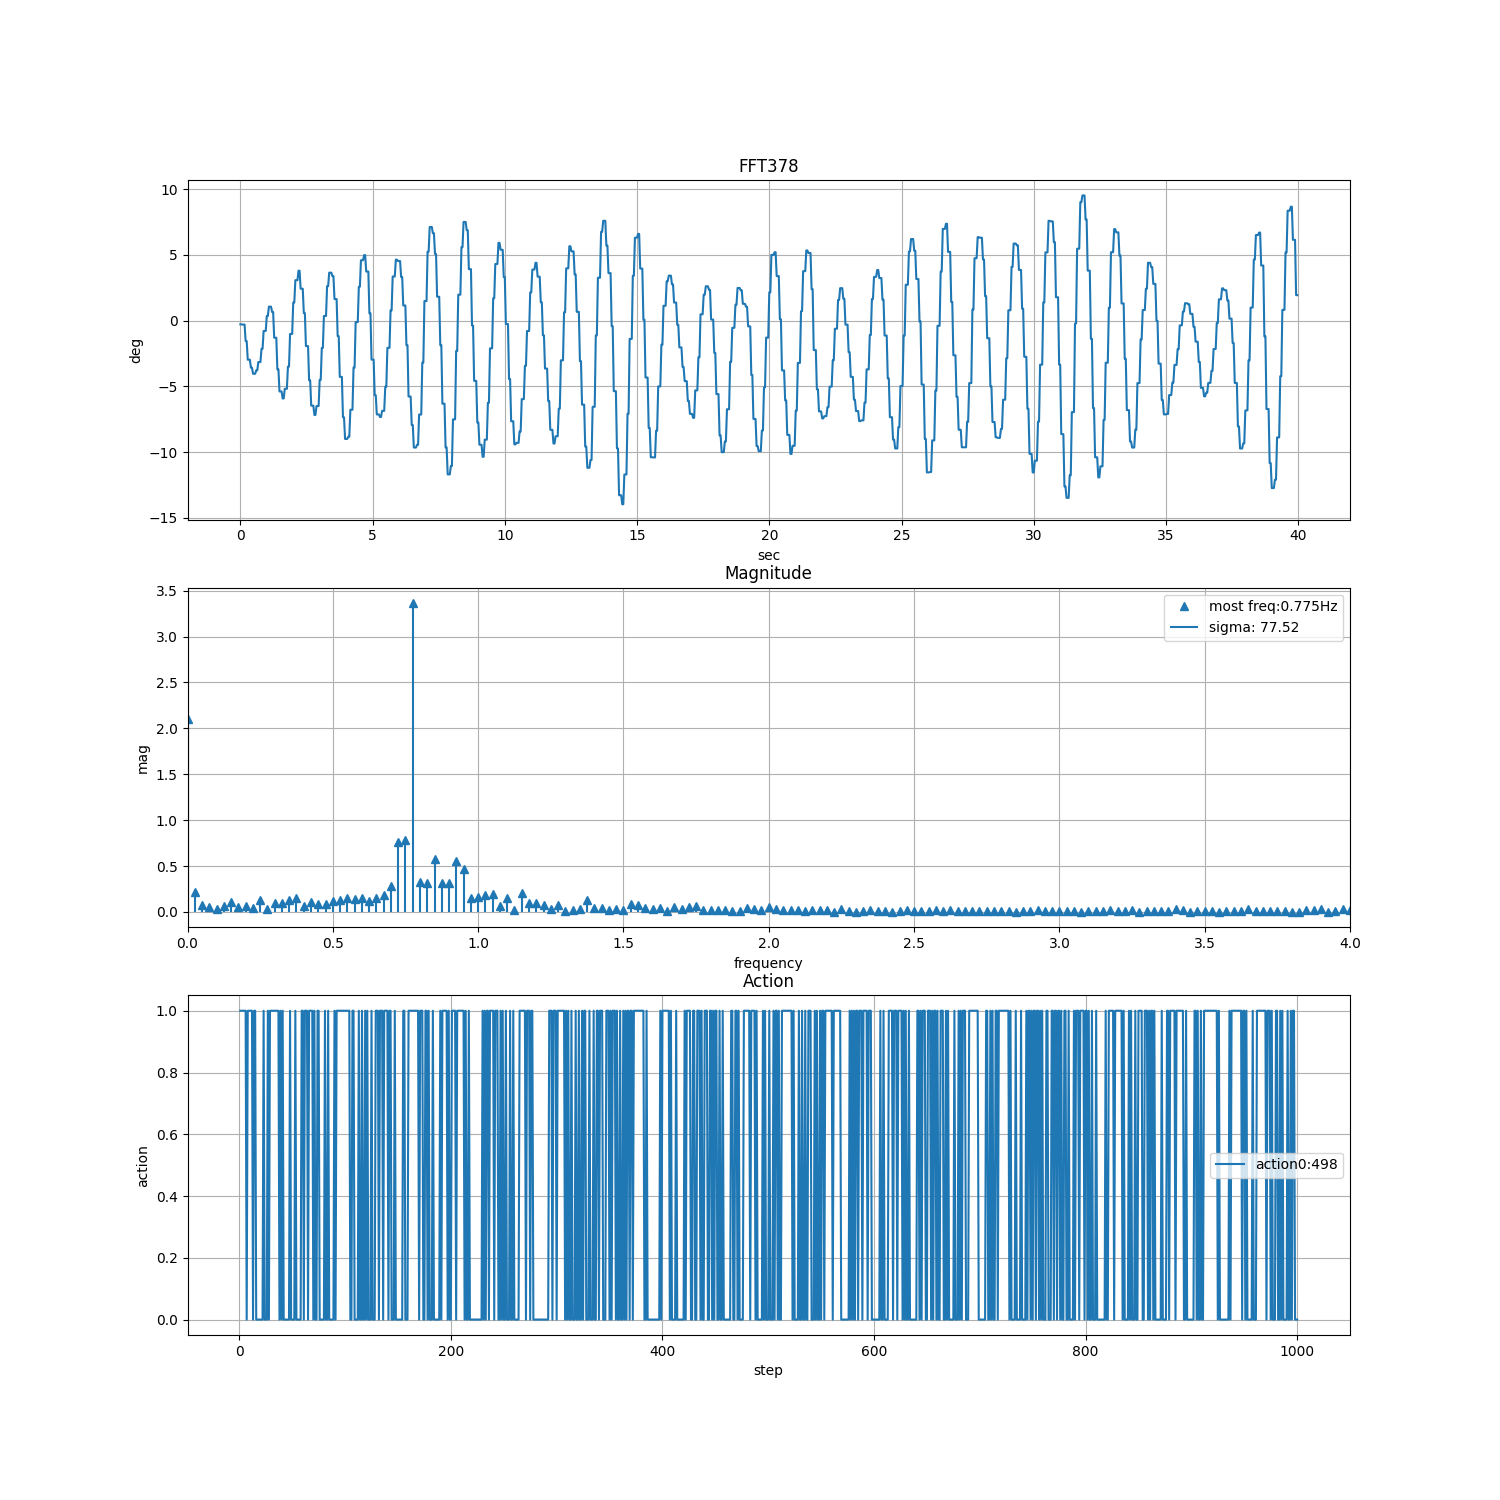 FFT378
10
5
0
−5
−10
−15
deg
0 5 10 15 20 25 30 35 40
sec
Magnitude
3.5
3.0
2.5
2.0
1.5
1.0
0.5
0.0
mag
most freq:0.775Hz
sigma: 77.52
0.0 0.5 1.0 1.5 2.0 2.5 3.0 3.5 4.0
frequency
Action
1.0
0.8
0.6
0.4
0.2
0.0
action
action0:498
0 200 400 600 800 1000
step